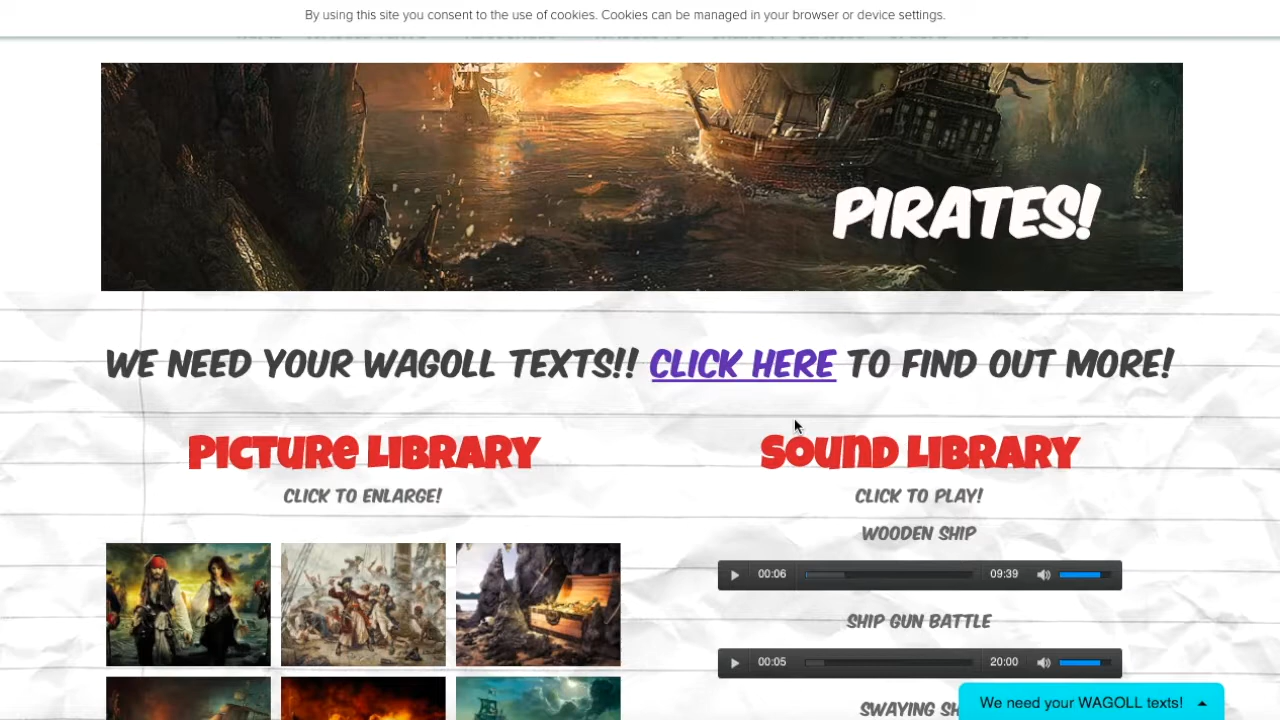 By using this site you consent to the use of cookies. Cookies can be managed in your browser or device settings.
PIRATES!
WE NEED YOUR WAGOLL TEXTS!! CLICK HERE TO FIND OUT MORE!
PICTURE LIBRARY
SOUND LIBRARY
CLICK TO ENLARGE!
CLICK TO PLAY!
WOODEN SHIP
00:06 09:39
SHIP GUN BATTLE
00:05 20:00
SWAYING
We need your WAGOLL texts!